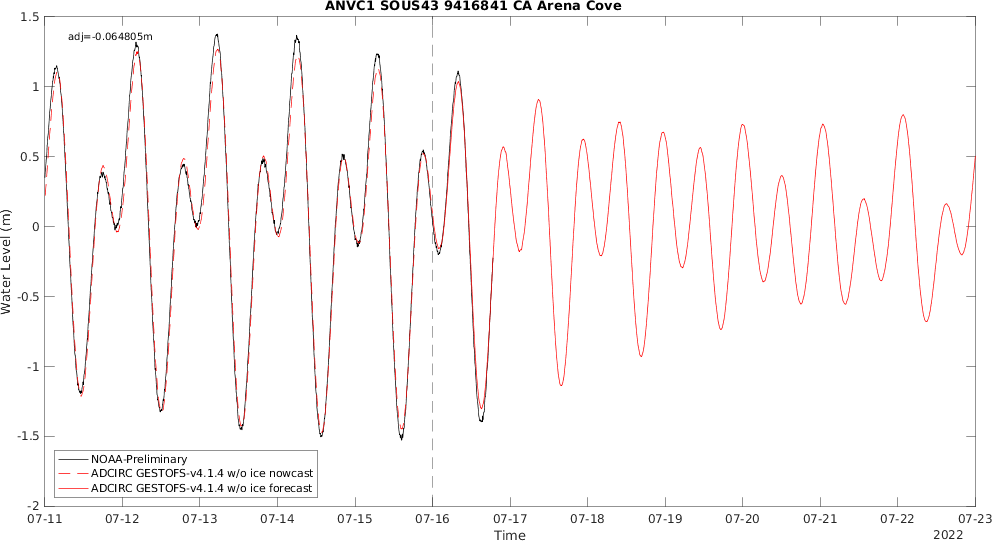 ANVC1 SOUS43 9416841 CA Arena Cove
adj=-0.064805m
1.5
1
0.5
0
-0.5
-1
-1.5
-2
Water Level (m)
NOAA-Preliminary
ADCIRC GESTOFS-v4.1.4 w/o ice nowcast
ADCIRC GESTOFS-v4.1.4 w/o ice forecast
07-11 07-12 07-13 07-14 07-15 07-16 07-17 07-18 07-19 07-20 07-21 07-22 07-23
Time
2022